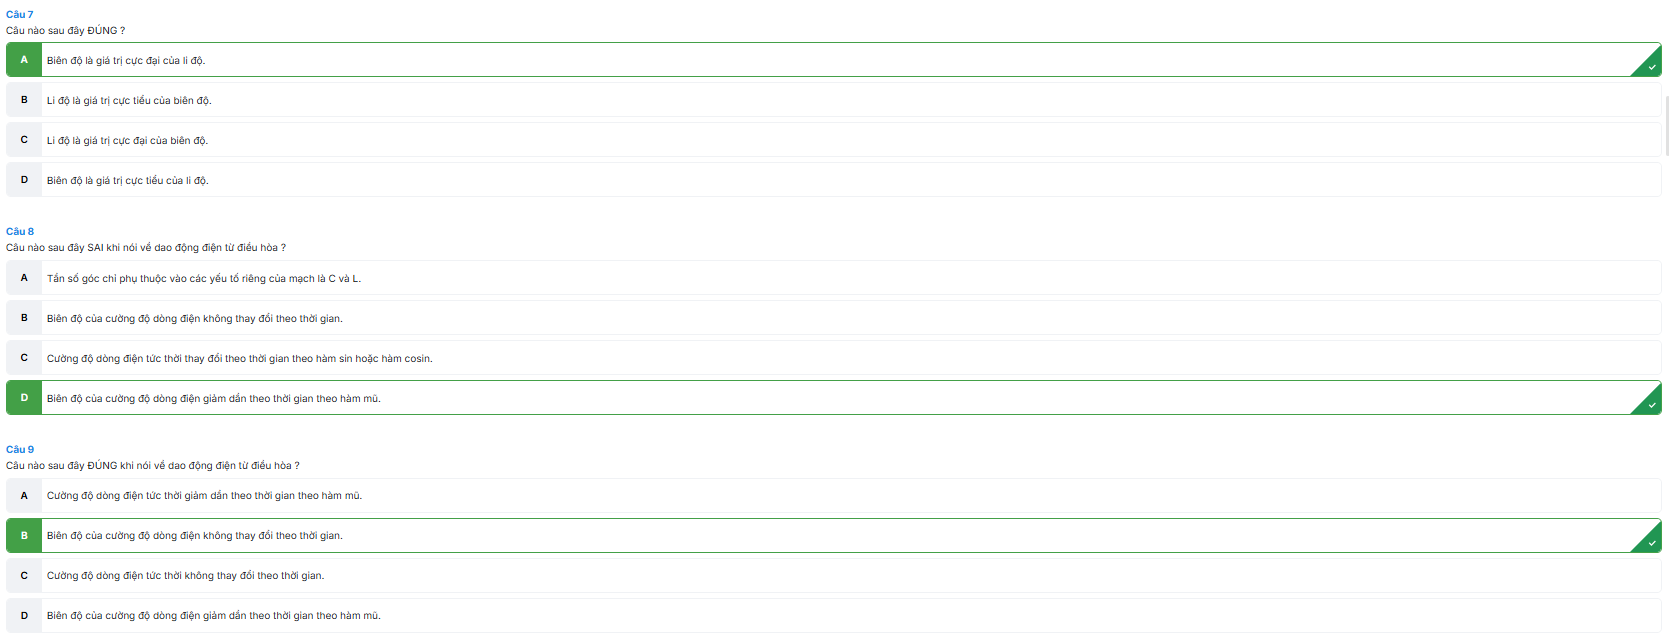 Câu 7
Câu nào sau đây ĐÚNG ?
A Biên độ là giá trị cực đại của li độ.
B Li độ là giá trị cực tiểu của biên độ.
C Li độ là giá trị cực đại của biên độ.
D Biên độ là giá trị cực tiểu của li độ.
Câu 8
Câu nào sau đây SAI khi nói về dao động điện từ điều hòa ?
A Tần số góc chỉ phụ thuộc vào các yếu tố riêng của mạch là C và L.
B Biên độ của cường độ dòng điện không thay đổi theo thời gian.
C Cường độ dòng điện tức thời thay đổi theo thời gian theo hàm sin hoặc hàm cosin.
D Biên độ của cường độ dòng điện giảm dần theo thời gian theo hàm mũ.
Câu 9
Câu nào sau đây ĐÚNG khi nói về dao động điện từ điều hòa ?
A Cường độ dòng điện tức thời giảm dần theo thời gian theo hàm mũ.
B Biên độ của cường độ dòng điện không thay đổi theo thời gian.
C Cường độ dòng điện tức thời không thay đổi theo thời gian.
D Biên độ của cường độ dòng điện giảm dần theo thời gian theo hàm mũ.